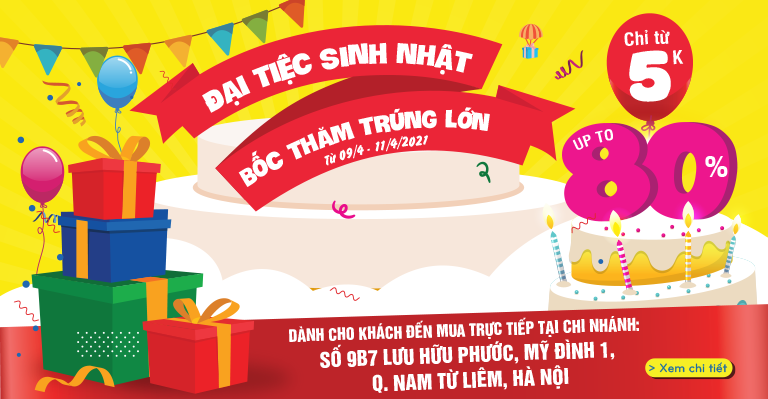 ĐẠI TIỆC SINH NHẬT
BỐC THĂM TRÚNG LỚN
Từ 09/4 - 11/4/2021
Chỉ từ
5K
UP TO
80%
DÀNH CHO KHÁCH ĐẾN MUA TRỰC TIẾP TẠI CHI NHÁNH:
SỐ 9B7 LƯU HỮU PHƯỚC, MỸ ĐÌNH 1,
Q. NAM TỪ LIÊM, HÀ NỘI
> Xem chi tiết